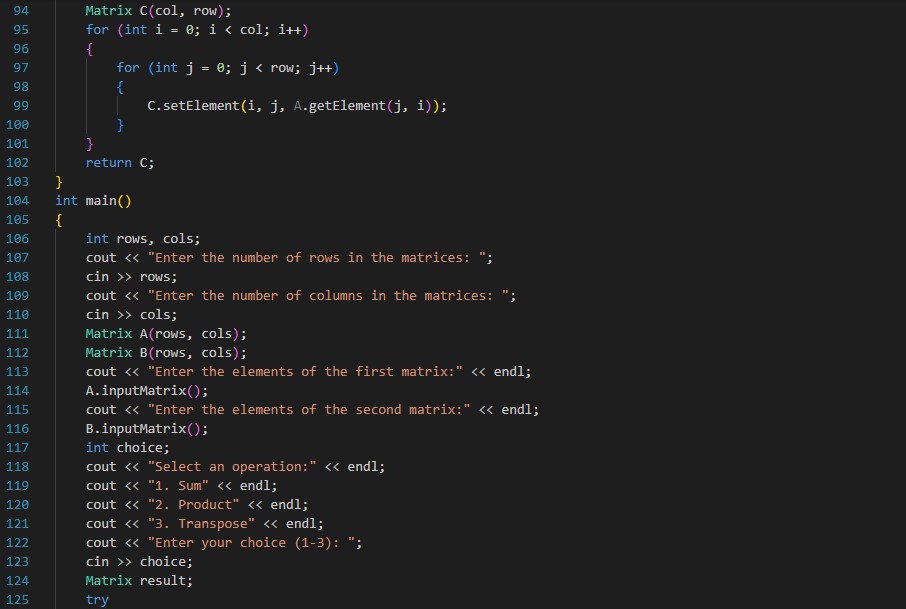 94 Matrix C(col, row);
95 for (int i = 0; i < col; i++)
96 {
97 for (int j = 0; j < row; j++)
98 {
99 C.setElement(i, j, A.getElement(j, i));
100 }
101 }
102 return C;
103 }
104 int main()
105 {
106 int rows, cols;
107 cout << "Enter the number of rows in the matrices: ";
108 cin >> rows;
109 cout << "Enter the number of columns in the matrices: ";
110 cin >> cols;
111 Matrix A(rows, cols);
112 Matrix B(rows, cols);
113 cout << "Enter the elements of the first matrix:" << endl;
114 A.inputMatrix();
115 cout << "Enter the elements of the second matrix:" << endl;
116 B.inputMatrix();
117 int choice;
118 cout << "Select an operation:" << endl;
119 cout << "1. Sum" << endl;
120 cout << "2. Product" << endl;
121 cout << "3. Transpose" << endl;
122 cout << "Enter your choice (1-3): ";
123 cin >> choice;
124 Matrix result;
125 try